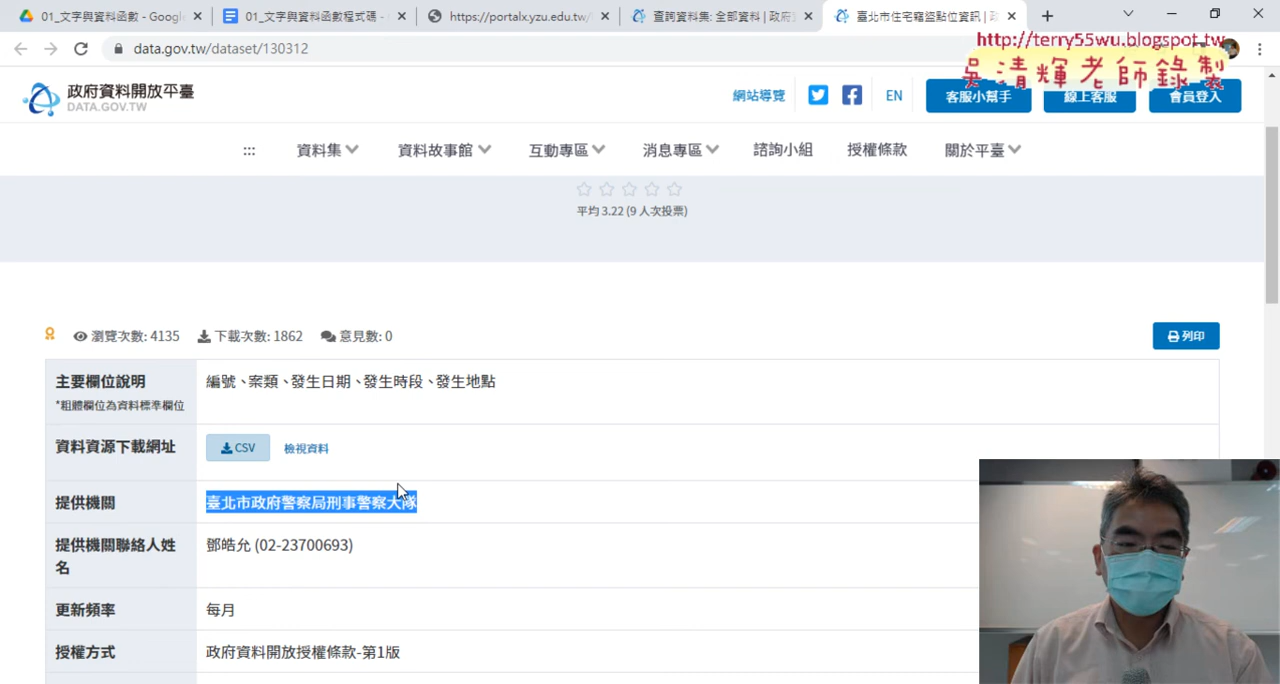 01_文字與資料函數 - Googl
01_文字與資料函數程式碼 -
https://portalx.yzu.edu.tw/
查詢資料集: 全部資料 | 政府
臺北市住宅竊盜點位資訊 | 政
data.gov.tw/dataset/130312
http://terry55wu.blogspot.tw
吳清輝老師錄製
政府資料開放平臺
DATA.GOV.TW
網站導覽
EN
客服小幫手
線上客服
會員登入
:::
資料集
資料故事館
互動專區
消息專區
諮詢小組
授權條款
關於平臺
平均 3.22 (9 人次投票)
瀏覽次數: 4135
下載次數: 1862
意見數: 0
列印
主要欄位說明
*粗體欄位為資料標準欄位
編號、案類、發生日期、發生時段、發生地點
資料資源下載網址
CSV
檢視資料
提供機關
臺北市政府警察局刑事警察大隊
提供機關聯絡人姓
名
鄧皓允 (02-23700693)
更新頻率
每月
授權方式
政府資料開放授權條款-第1版